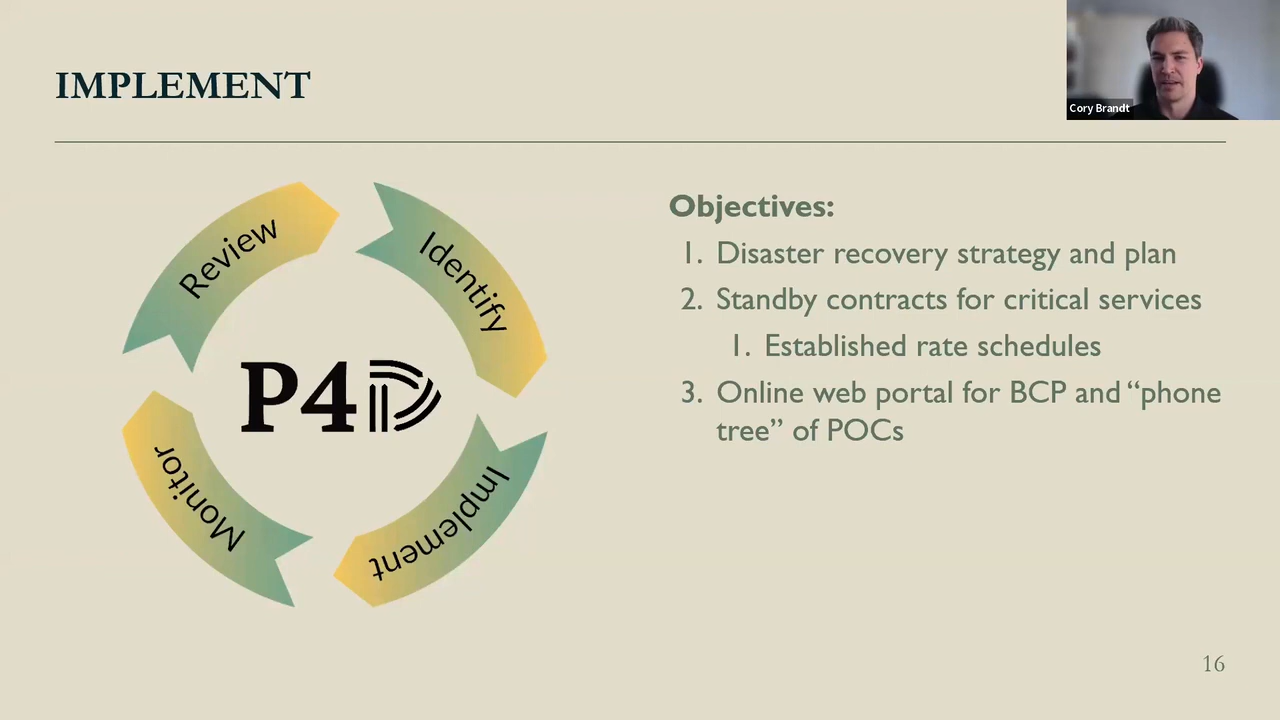 IMPLEMENT
Cory Brandt
Review
Identify
P4D
Monitor
Implement
Objectives:
1. Disaster recovery strategy and plan
2. Standby contracts for critical services
1. Established rate schedules
3. Online web portal for BCP and “phone
tree” of POCs
16